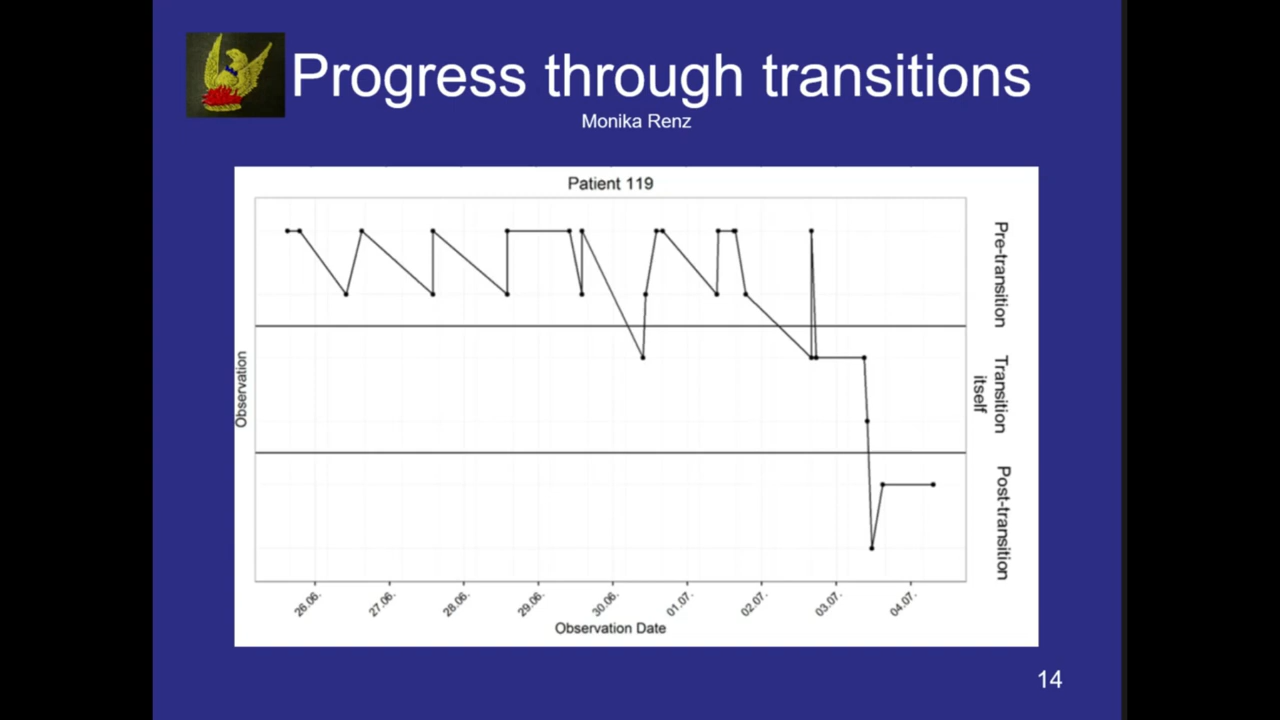 Progress through transitions
Monika Renz
Patient 119
Pre-transition
Observation
Transition
itself
Post-transition
26.06.
27.06.
28.06.
29.06.
30.06.
01.07.
02.07.
03.07.
04.07.
Observation Date
14